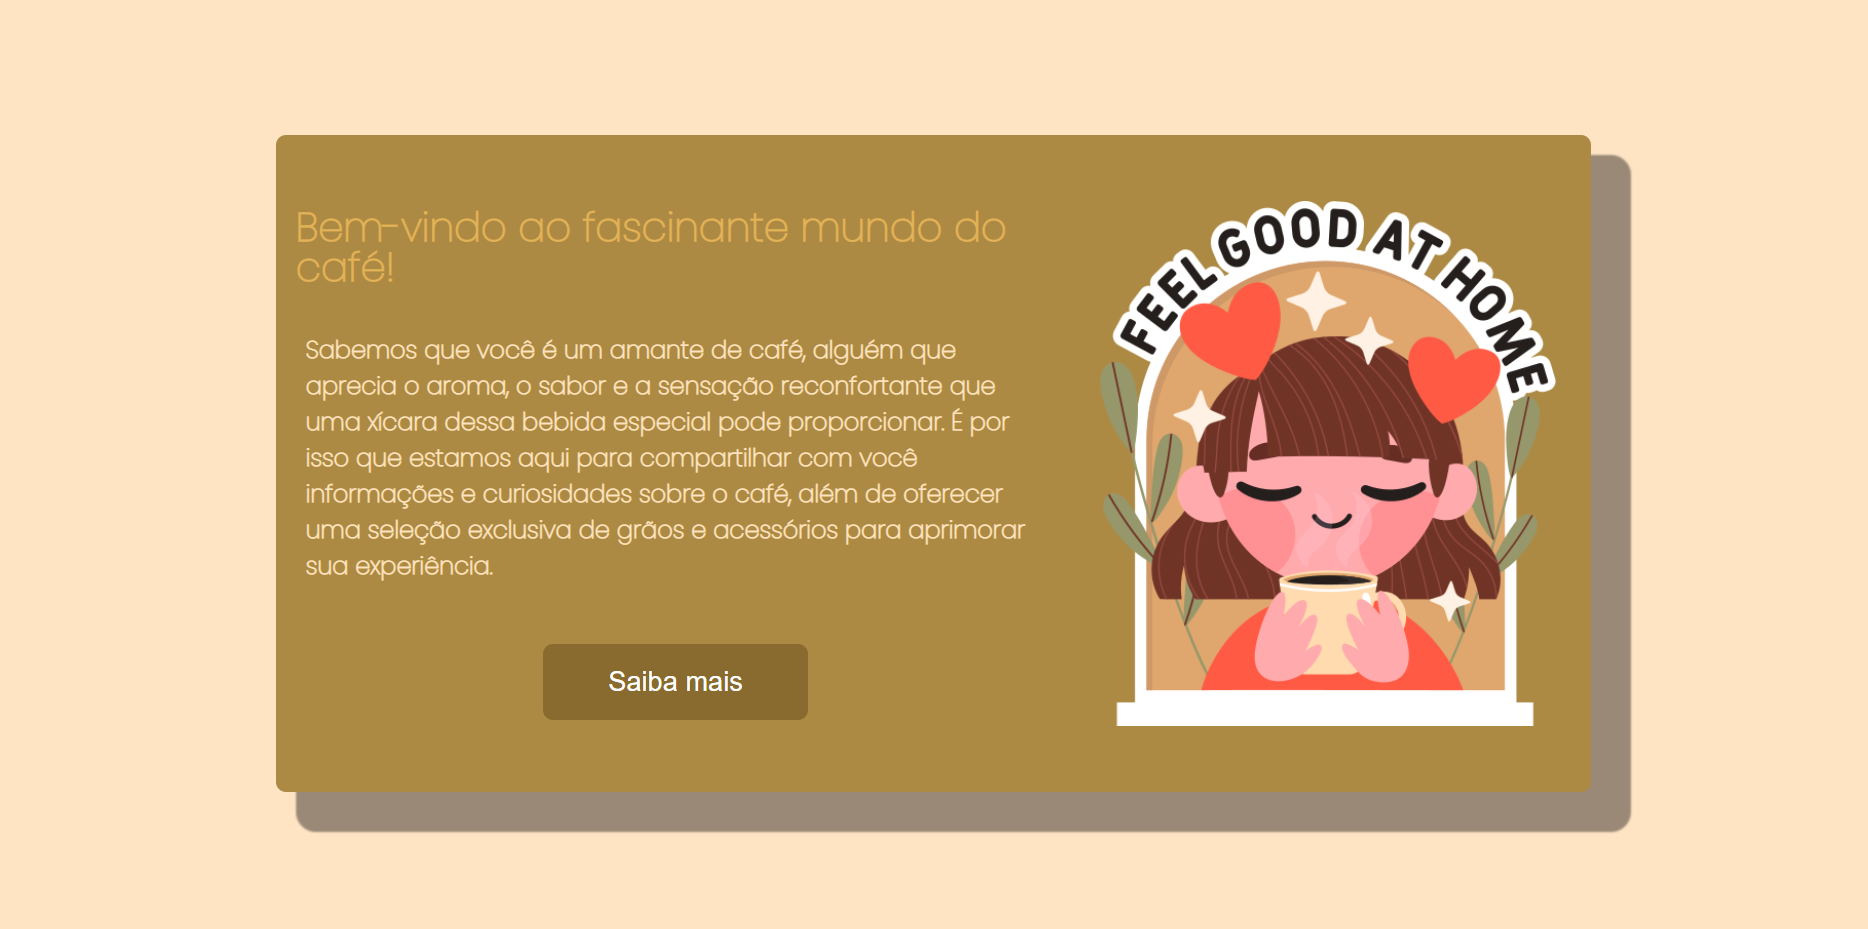 Bem-vindo ao fascinante mundo do
café!
Sabemos que você é um amante de café, alguém que
aprecia o aroma, o sabor e a sensação reconfortante que
uma xícara dessa bebida especial pode proporcionar. É por
isso que estamos aqui para compartilhar com você
informações e curiosidades sobre o café, além de oferecer
uma seleção exclusiva de grãos e acessórios para aprimorar
sua experiência.
Saiba mais
FEEL GOOD AT HOME